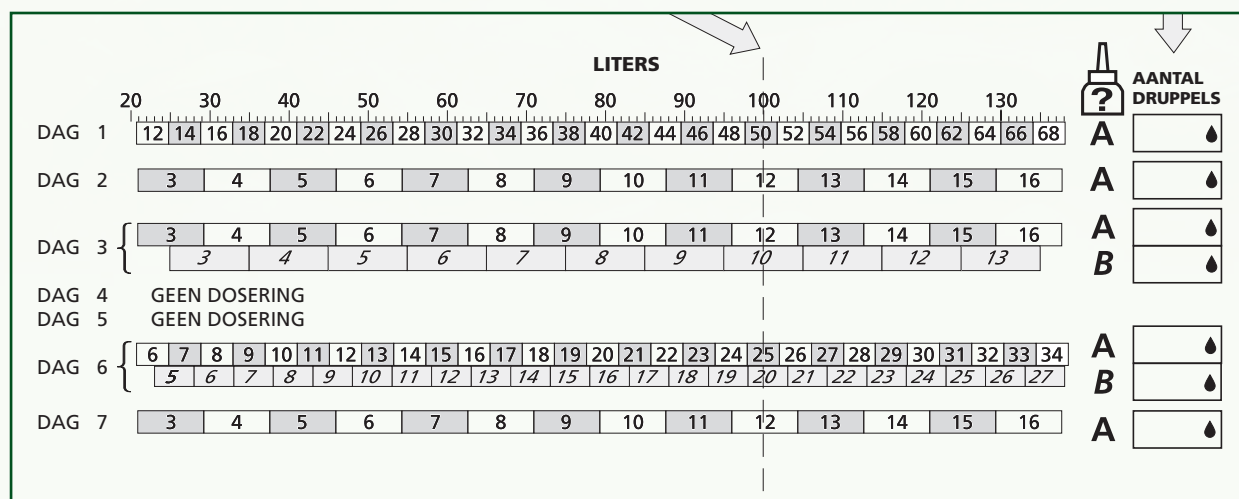 LITERS
AANTAL
DRUPPELS
20 30 40 50 60 70 80 90 100 110 120 130
?
DAG 1 12 14 16 18 20 22 24 26 28 30 32 34 36 38 40 42 44 46 48 50 52 54 56 58 60 62 64 66 68 A
DAG 2 3 4 5 6 7 8 9 10 11 12 13 14 15 16 A
3 4 5 6 7 8 9 10 11 12 13 14 15 16 A
DAG 3
3 4 5 6 7 8 9 10 11 12 13 B
DAG 4 GEEN DOSERING
DAG 5 GEEN DOSERING
6 7 8 9 10 11 12 13 14 15 16 17 18 19 20 21 22 23 24 25 26 27 28 29 30 31 32 33 34 A
DAG 6
5 6 7 8 9 10 11 12 13 14 15 16 17 18 19 20 21 22 23 24 25 26 27 B
DAG 7 3 4 5 6 7 8 9 10 11 12 13 14 15 16 A